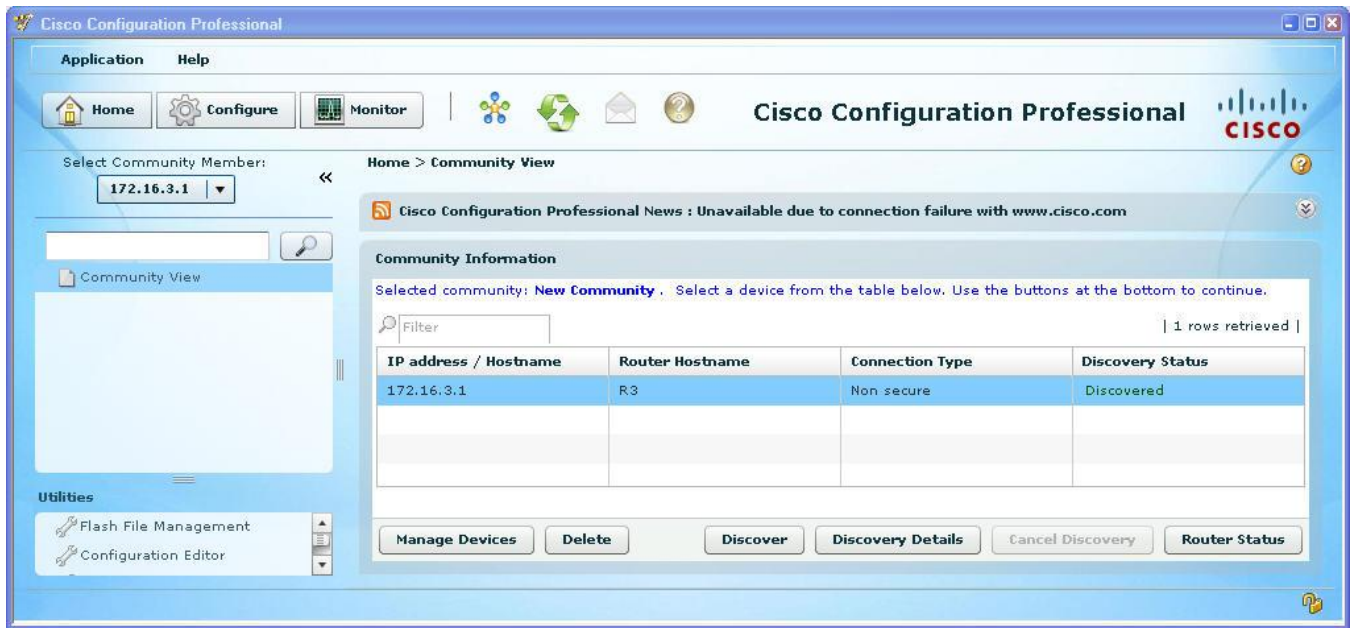 Cisco Configuration Professional
Application Help
Home Configure Monitor Cisco Configuration Professional CISCO
Select Community Member:
172.16.3.1
Home > Community View
Cisco Configuration Professional News : Unavailable due to connection failure with www.cisco.com
Community View
Community Information
Selected community: New Community . Select a device from the table below. Use the buttons at the bottom to continue.
Filter | 1 rows retrieved |
IP address / Hostname Router Hostname Connection Type Discovery Status
172.16.3.1 R3 Non secure Discovered
Utilities
Flash File Management
Configuration Editor
Manage Devices Delete Discover Discovery Details Cancel Discovery Router Status